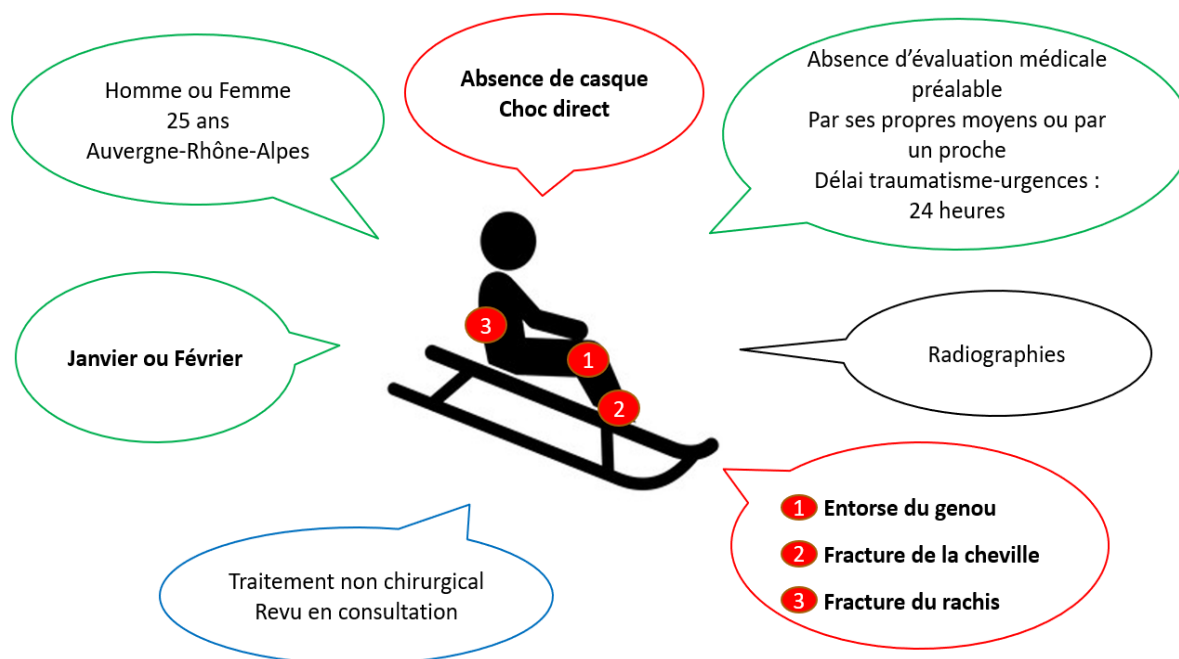 Homme ou Femme
25 ans
Auvergne-Rhône-Alpes
Absence de casque
Choc direct
Absence d’évaluation médicale
préalable
Par ses propres moyens ou par
un proche
Délai traumatisme-urgences :
24 heures
Janvier ou Février
3
1
2
Radiographies
1 Entorse du genou
2 Fracture de la cheville
3 Fracture du rachis
Traitement non chirurgical
Revu en consultation